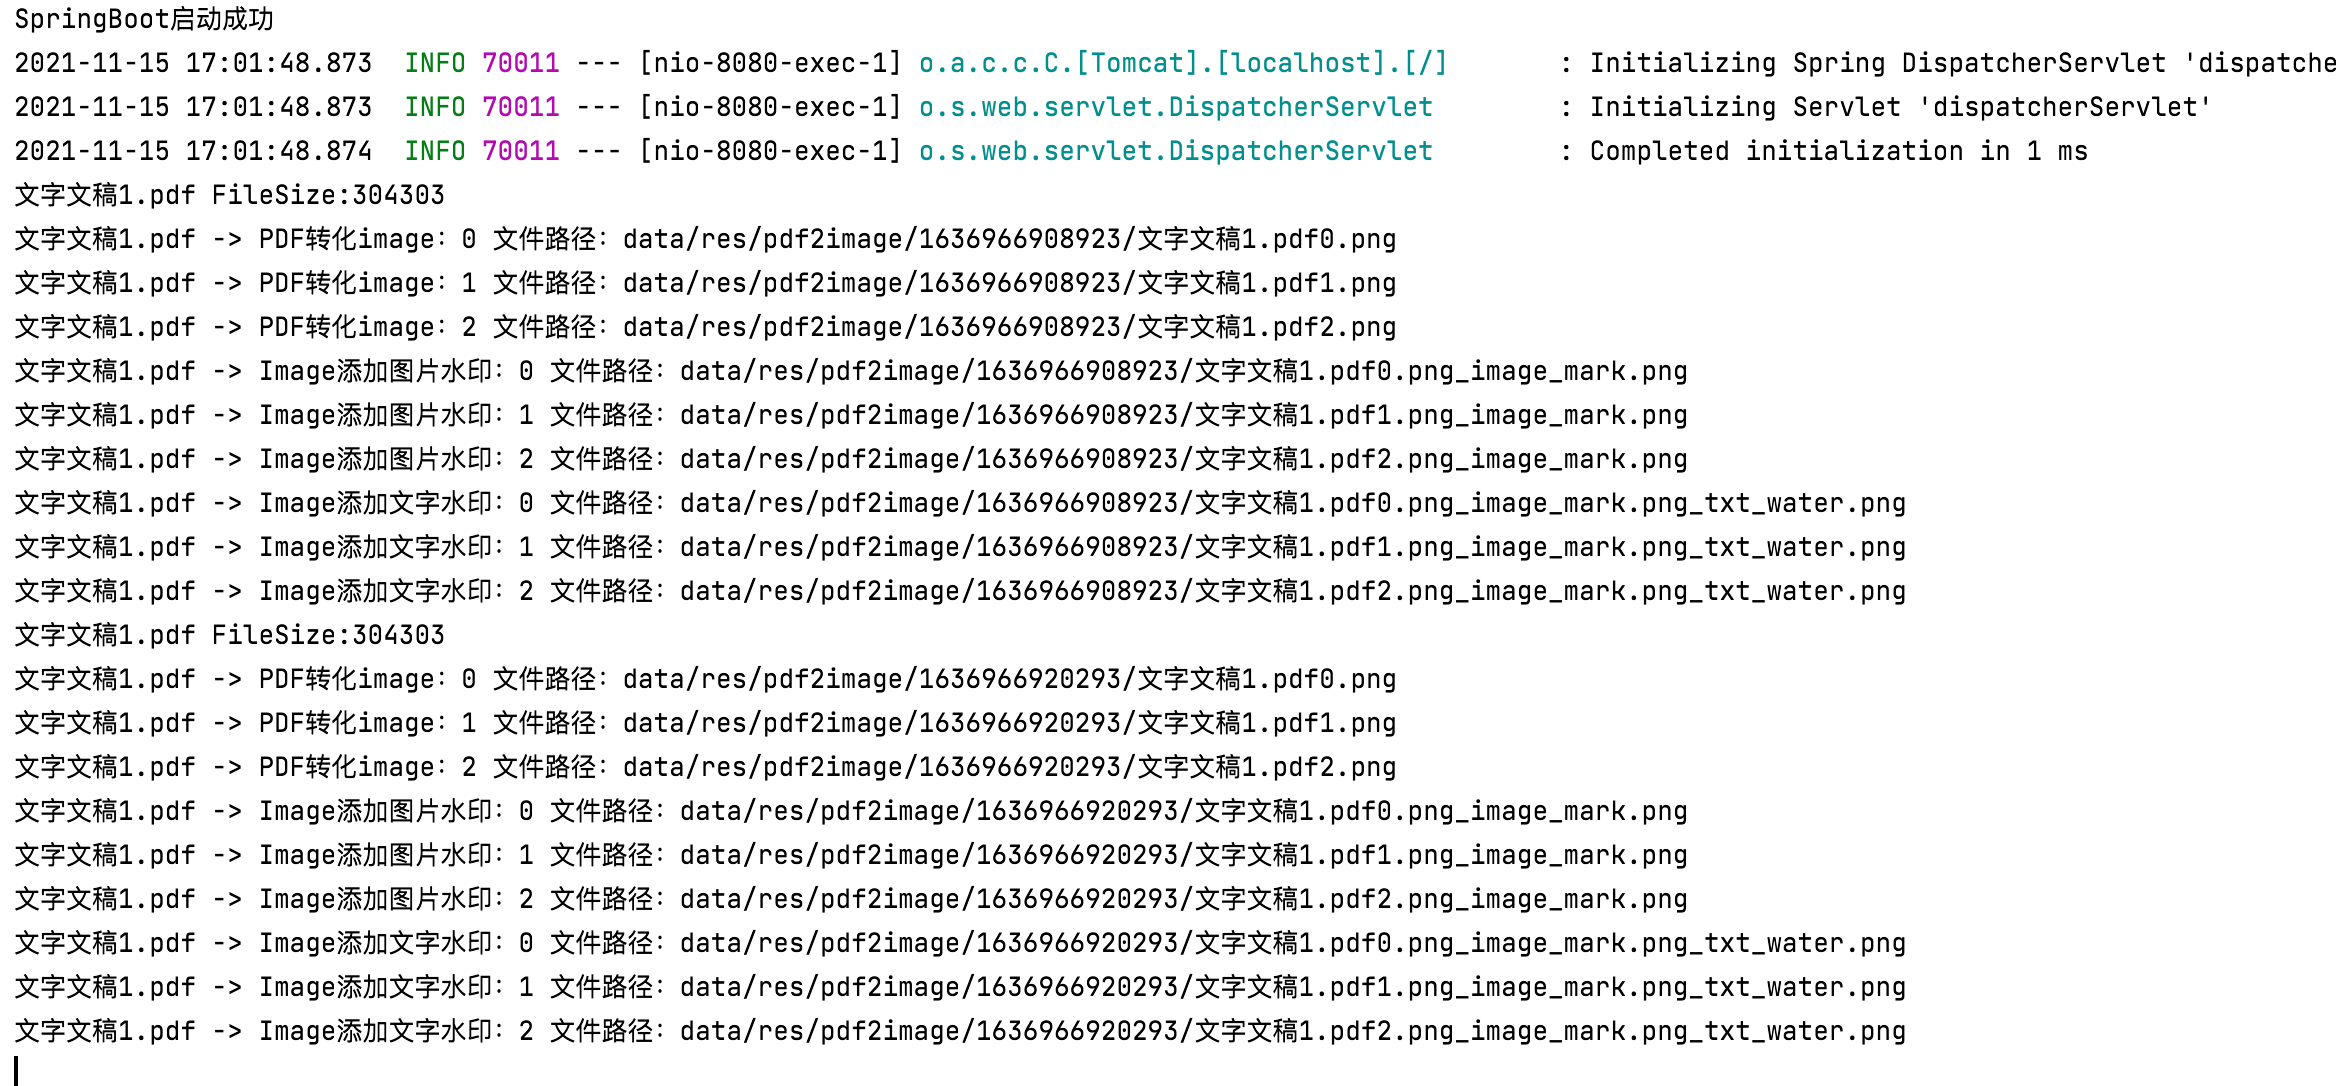 SpringBoot启动成功
2021-11-15 17:01:48.873  INFO 70011 --- [nio-8080-exec-1] o.a.c.c.C.[Tomcat].[localhost].[/]       : Initializing Spring DispatcherServlet 'dispatche
2021-11-15 17:01:48.873  INFO 70011 --- [nio-8080-exec-1] o.s.web.servlet.DispatcherServlet        : Initializing Servlet 'dispatcherServlet'
2021-11-15 17:01:48.874  INFO 70011 --- [nio-8080-exec-1] o.s.web.servlet.DispatcherServlet        : Completed initialization in 1 ms
文字文稿1.pdf FileSize:304303
文字文稿1.pdf -> PDF转化image：0 文件路径：data/res/pdf2image/1636966908923/文字文稿1.pdf0.png
文字文稿1.pdf -> PDF转化image：1 文件路径：data/res/pdf2image/1636966908923/文字文稿1.pdf1.png
文字文稿1.pdf -> PDF转化image：2 文件路径：data/res/pdf2image/1636966908923/文字文稿1.pdf2.png
文字文稿1.pdf -> Image添加图片水印：0 文件路径：data/res/pdf2image/1636966908923/文字文稿1.pdf0.png_image_mark.png
文字文稿1.pdf -> Image添加图片水印：1 文件路径：data/res/pdf2image/1636966908923/文字文稿1.pdf1.png_image_mark.png
文字文稿1.pdf -> Image添加图片水印：2 文件路径：data/res/pdf2image/1636966908923/文字文稿1.pdf2.png_image_mark.png
文字文稿1.pdf -> Image添加文字水印：0 文件路径：data/res/pdf2image/1636966908923/文字文稿1.pdf0.png_image_mark.png_txt_water.png
文字文稿1.pdf -> Image添加文字水印：1 文件路径：data/res/pdf2image/1636966908923/文字文稿1.pdf1.png_image_mark.png_txt_water.png
文字文稿1.pdf -> Image添加文字水印：2 文件路径：data/res/pdf2image/1636966908923/文字文稿1.pdf2.png_image_mark.png_txt_water.png
文字文稿1.pdf FileSize:304303
文字文稿1.pdf -> PDF转化image：0 文件路径：data/res/pdf2image/1636966920293/文字文稿1.pdf0.png
文字文稿1.pdf -> PDF转化image：1 文件路径：data/res/pdf2image/1636966920293/文字文稿1.pdf1.png
文字文稿1.pdf -> PDF转化image：2 文件路径：data/res/pdf2image/1636966920293/文字文稿1.pdf2.png
文字文稿1.pdf -> Image添加图片水印：0 文件路径：data/res/pdf2image/1636966920293/文字文稿1.pdf0.png_image_mark.png
文字文稿1.pdf -> Image添加图片水印：1 文件路径：data/res/pdf2image/1636966920293/文字文稿1.pdf1.png_image_mark.png
文字文稿1.pdf -> Image添加图片水印：2 文件路径：data/res/pdf2image/1636966920293/文字文稿1.pdf2.png_image_mark.png
文字文稿1.pdf -> Image添加文字水印：0 文件路径：data/res/pdf2image/1636966920293/文字文稿1.pdf0.png_image_mark.png_txt_water.png
文字文稿1.pdf -> Image添加文字水印：1 文件路径：data/res/pdf2image/1636966920293/文字文稿1.pdf1.png_image_mark.png_txt_water.png
文字文稿1.pdf -> Image添加文字水印：2 文件路径：data/res/pdf2image/1636966920293/文字文稿1.pdf2.png_image_mark.png_txt_water.png